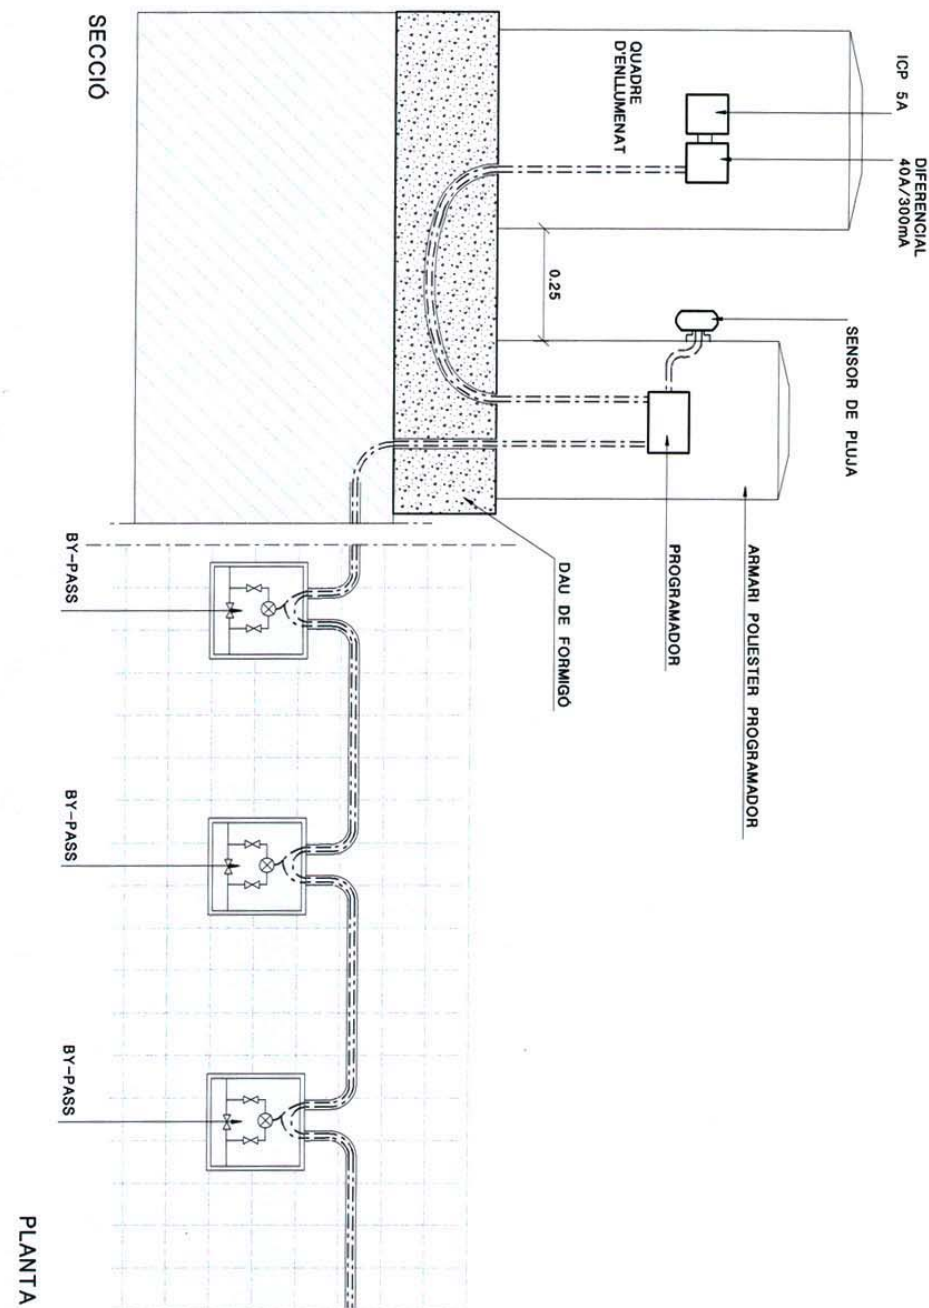 ICP 5A
DIFERENCIAL
40A/300mA
QUADRE
D'ENLLUMENAT
0.25
SENSOR DE PLUJA
ARMARI POLIESTER PROGRAMADOR
PROGRAMADOR
DAU DE FORMIGÓ
SECCIÓ
BY-PASS
BY-PASS
BY-PASS
PLANTA